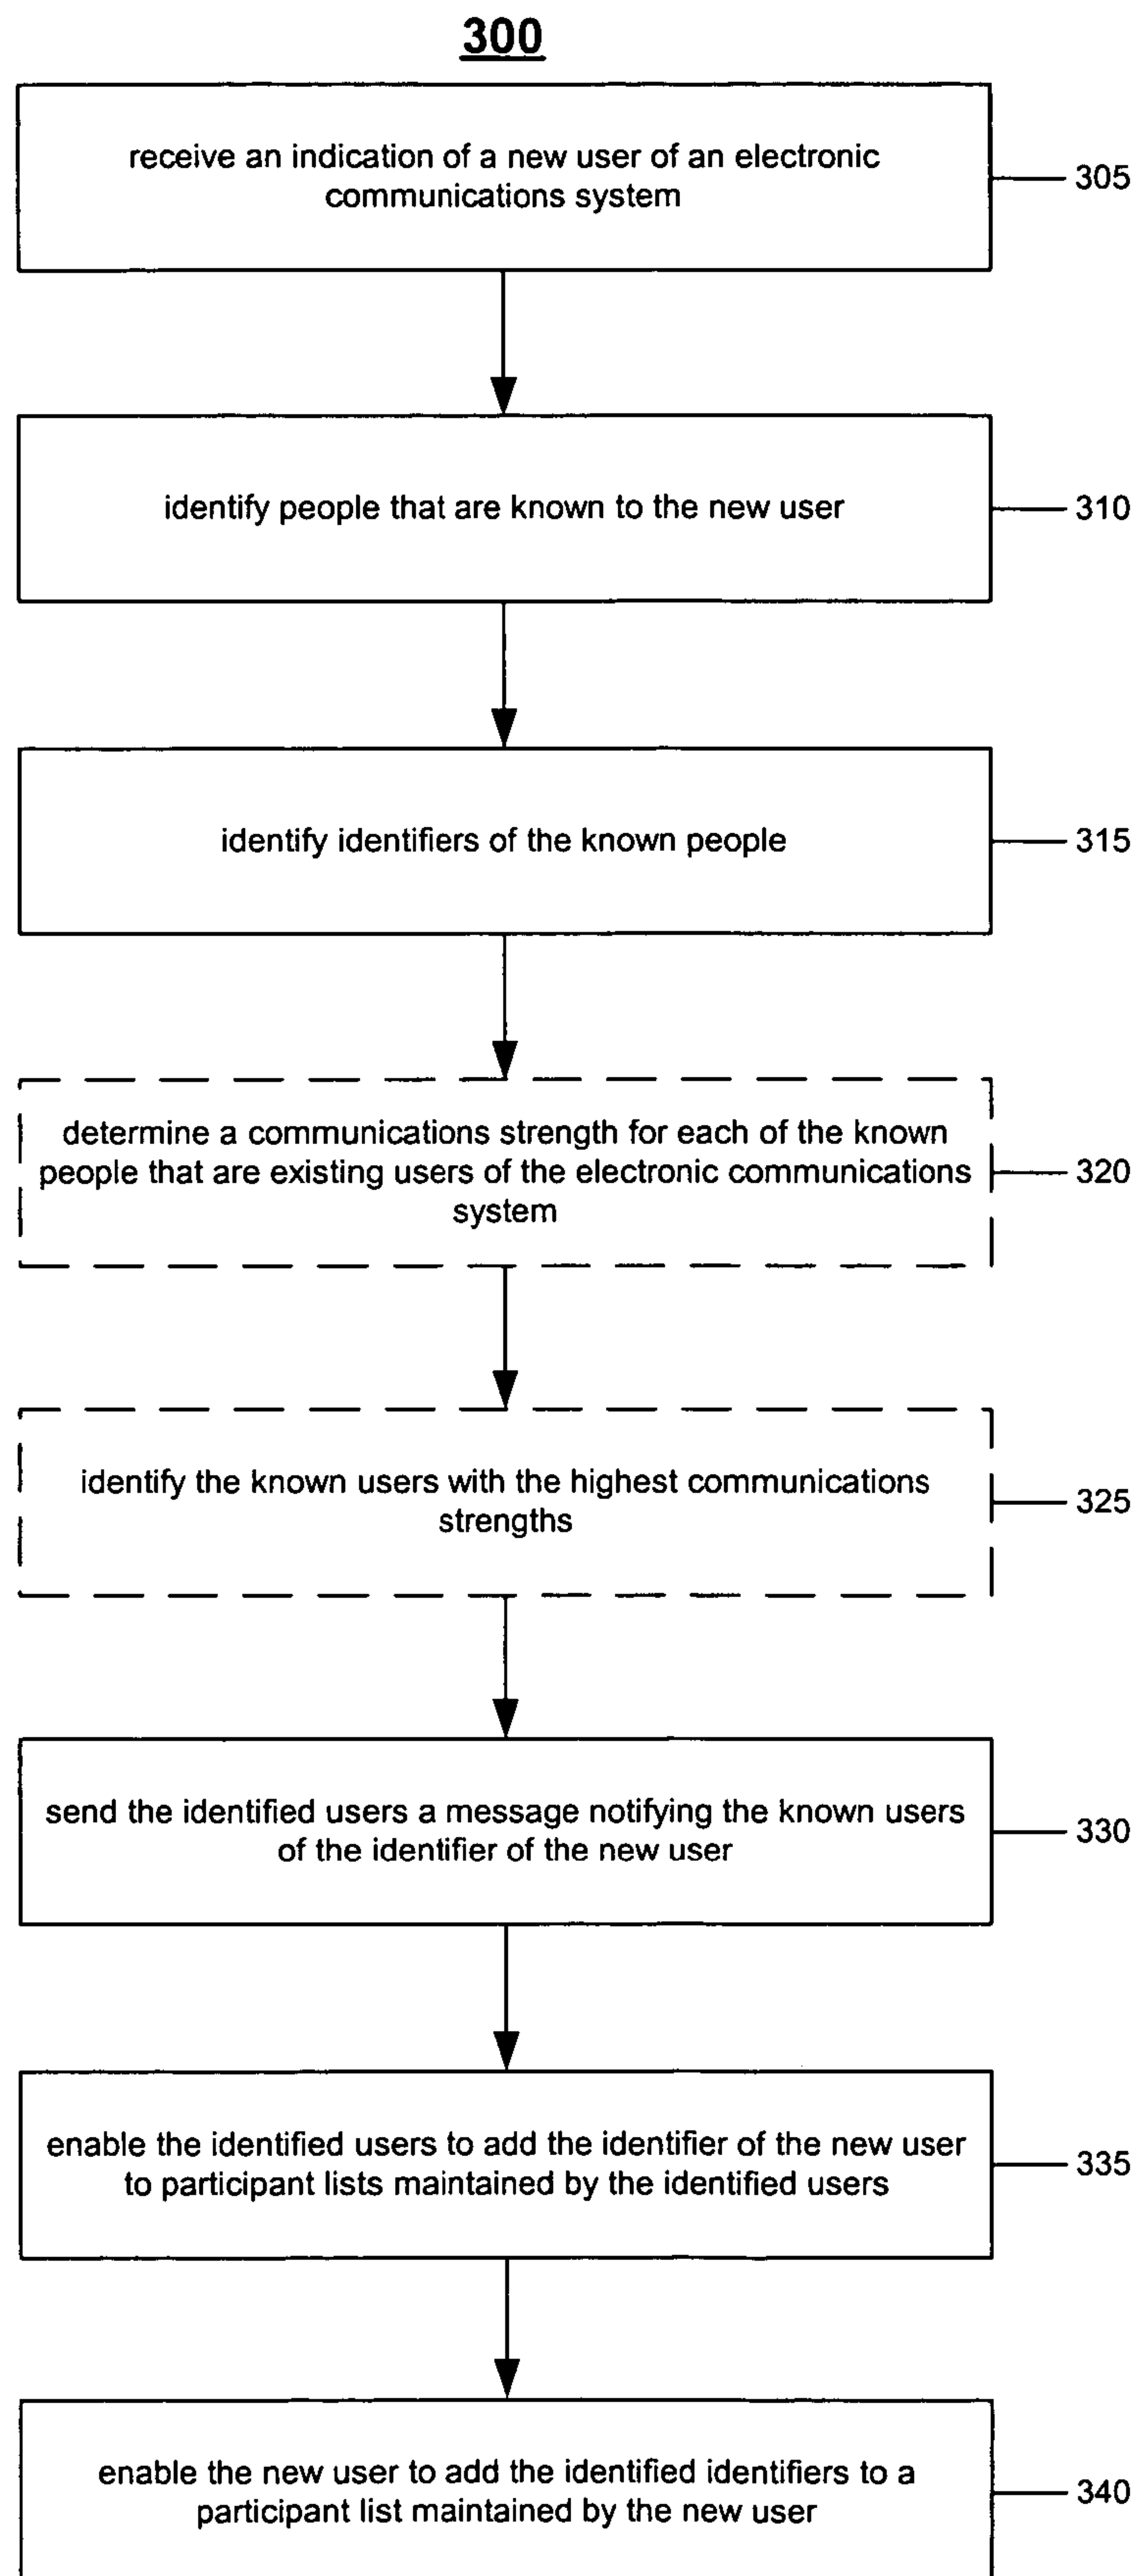 300
receive an indication of a new user of an electronic
communications system
305
identify people that are known to the new user
310
identify identifiers of the known people
315
determine a communications strength for each of the known
people that are existing users of the electronic communications
system
320
identify the known users with the highest communications
strengths
325
send the identified users a message notifying the known users
of the identifier of the new user
330
enable the identified users to add the identifier of the new user
to participant lists maintained by the identified users
335
enable the new user to add the identified identifiers to a
participant list maintained by the new user
340